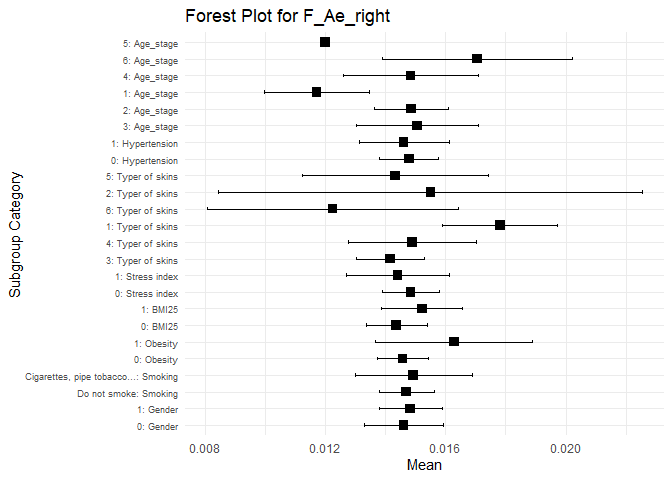 Forest Plot for F_Ae_right
Subgroup Category
5: Age_stage
6: Age_stage
4: Age_stage
1: Age_stage
2: Age_stage
3: Age_stage
1: Hypertension
0: Hypertension
5: Typer of skins
2: Typer of skins
6: Typer of skins
1: Typer of skins
4: Typer of skins
3: Typer of skins
1: Stress index
0: Stress index
1: BMI25
0: BMI25
1: Obesity
0: Obesity
Cigarettes, pipe tobacco...: Smoking
Do not smoke: Smoking
1: Gender
0: Gender
0.008 0.012 0.016 0.020
Mean